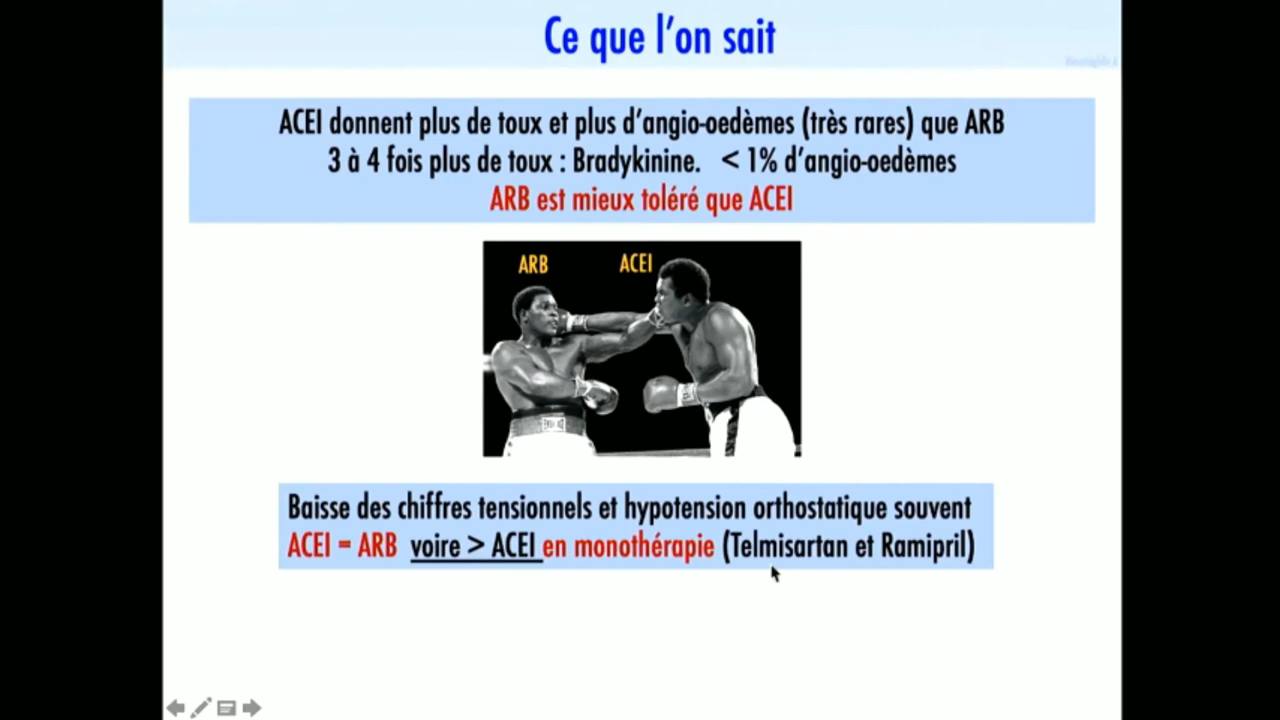 Ce que l'on sait
ACEI donnent plus de toux et plus d'angio-oedèmes (très rares) que ARB
3 à 4 fois plus de toux : Bradykinine. < 1% d'angio-oedèmes
ARB est mieux toléré que ACEI
ARB ACEI
Baisse des chiffres tensionnels et hypotension orthostatique souvent
ACEI = ARB voire > ACEI en monothérapie (Telmisartan et Ramipril)